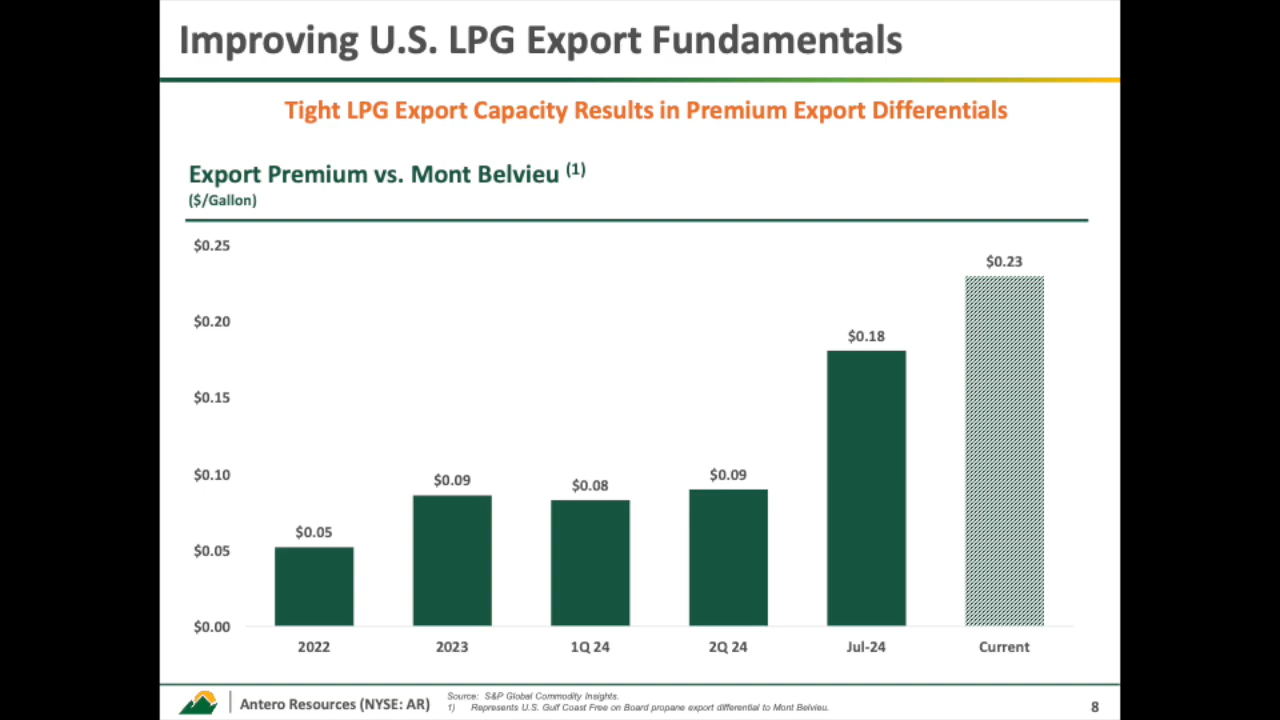 Improving U.S. LPG Export Fundamentals
Tight LPG Export Capacity Results in Premium Export Differentials
Export Premium vs. Mont Belvieu (1)
($/Gallon)
$0.25
$0.20
$0.15
$0.10
$0.05
$0.00
$0.05
$0.09
$0.08
$0.09
$0.18
$0.23
2022
2023
1Q 24
2Q 24
Jul-24
Current
Antero Resources (NYSE: AR)
Source: S&P Global Commodity Insights.
1) Represents U.S. Gulf Coast Free on Board propane export differential to Mont Belvieu.
8